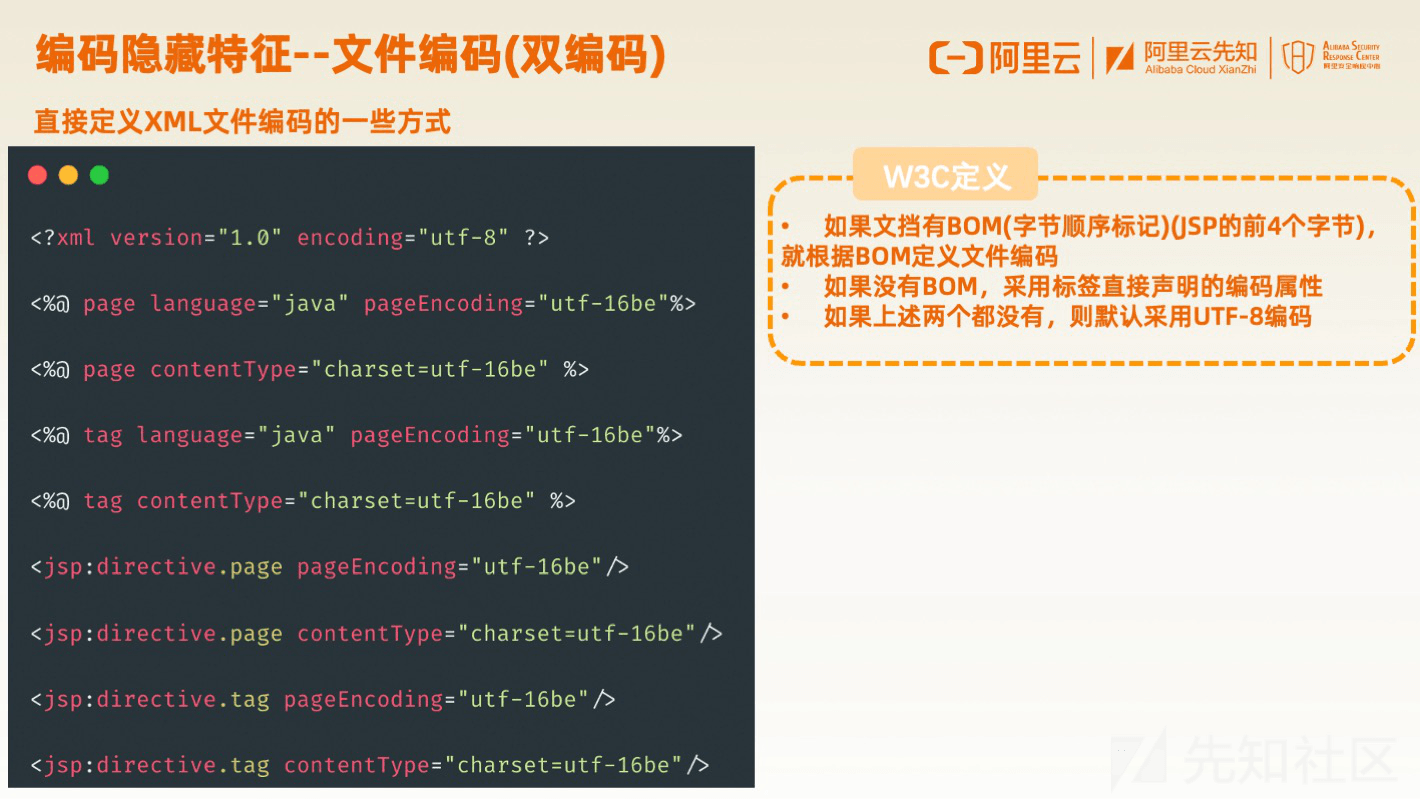 编码隐藏特征--文件编码(双编码)
阿里云
阿里云先知
Alibaba Cloud XianZhi
ALIBABA SECURITY
RESPONSE CENTER
阿里安全响应中心
直接定义XML文件编码的一些方式
<?xml version="1.0" encoding="utf-8" ?>
<%@ page language="java" pageEncoding="utf-16be"%>
<%@ page contentType="charset=utf-16be" %>
<%@ tag language="java" pageEncoding="utf-16be"%>
<%@ tag contentType="charset=utf-16be" %>
<jsp:directive.page pageEncoding="utf-16be"/>
<jsp:directive.page contentType="charset=utf-16be"/>
<jsp:directive.tag pageEncoding="utf-16be"/>
<jsp:directive.tag contentType="charset=utf-16be"/>
W3C定义
• 如果文挡有BOM(字节顺序标记)(JSP的前4个字节)，
就根据BOM定义文件编码
• 如果没有BOM，采用标签直接声明的编码属性
• 如果上述两个都没有，则默认采用UTF-8编码
先知社区